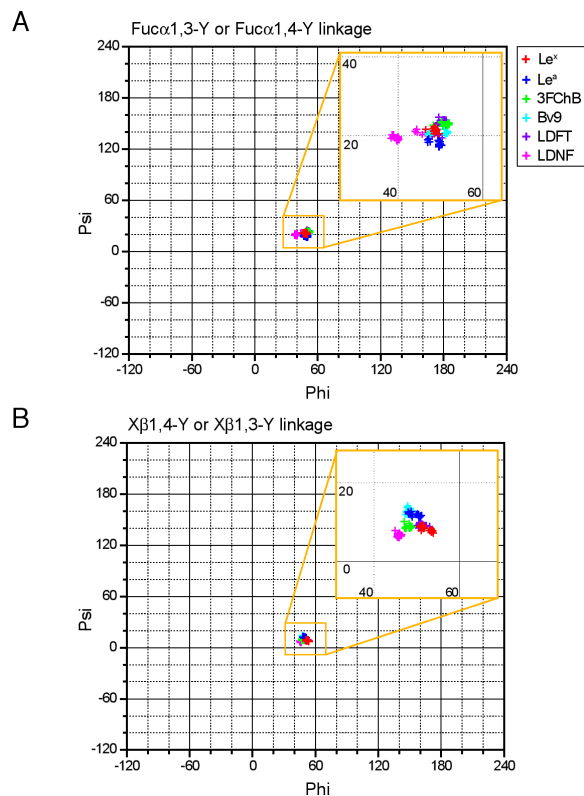 A
Fucα1,3-Y or Fucα1,4-Y linkage
240
180
120
60
0
-60
-120
Psi
-120 -60 0 60 120 180 240
Phi
40
20
40 60
Leˣ
Leᵃ
3FChB
Bv9
LDFT
LDNF
B
Xβ1,4-Y or Xβ1,3-Y linkage
240
180
120
60
0
-60
-120
Psi
-120 -60 0 60 120 180 240
Phi
20
0
40 60